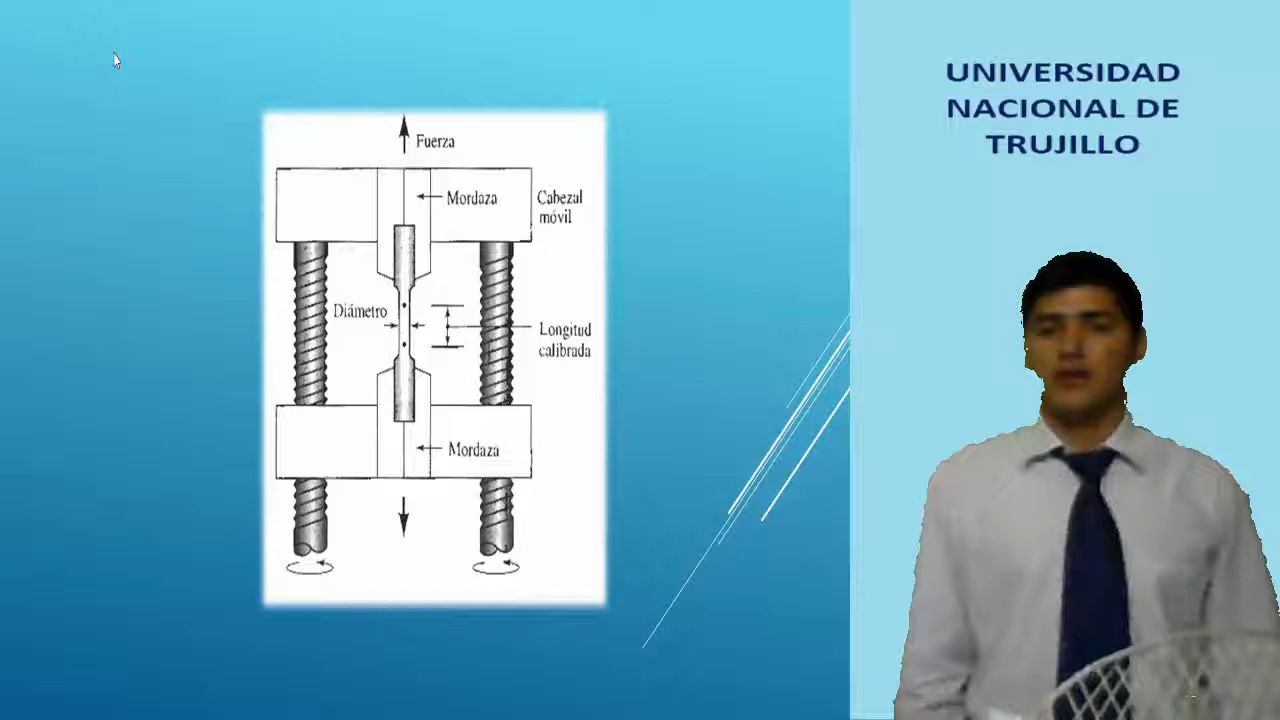 UNIVERSIDAD
NACIONAL DE
TRUJILLO
Fuerza
Mordaza
Cabezal
móvil
Diámetro
Longitud
calibrada
Mordaza